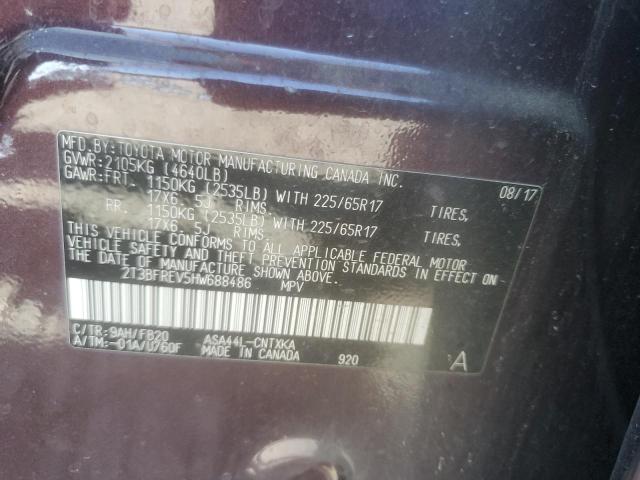 MFD. BY: TOYOTA MOTOR MANUFACTURING CANADA INC. 08/17
GVWR: 2105KG (4640LB)
GAWR: FRT. 1150KG (2535LB) WITH 225/65R17 TIRES,
17X6. 5J RIMS.
RR. 1150KG (2535LB) WITH 225/65R17 TIRES,
17X6. 5J RIMS.
THIS VEHICLE CONFORMS TO ALL APPLICABLE FEDERAL MOTOR
VEHICLE SAFETY AND THEFT PREVENTION STANDARDS IN EFFECT ON
THE DATE OF MANUFACTURE SHOWN ABOVE.
2T3BFREV5HW688486 MPV
C/TR: 9AH/FB20 ASA44L-CNTXKA
A/TM: -01A/U760F MADE IN CANADA 920 A